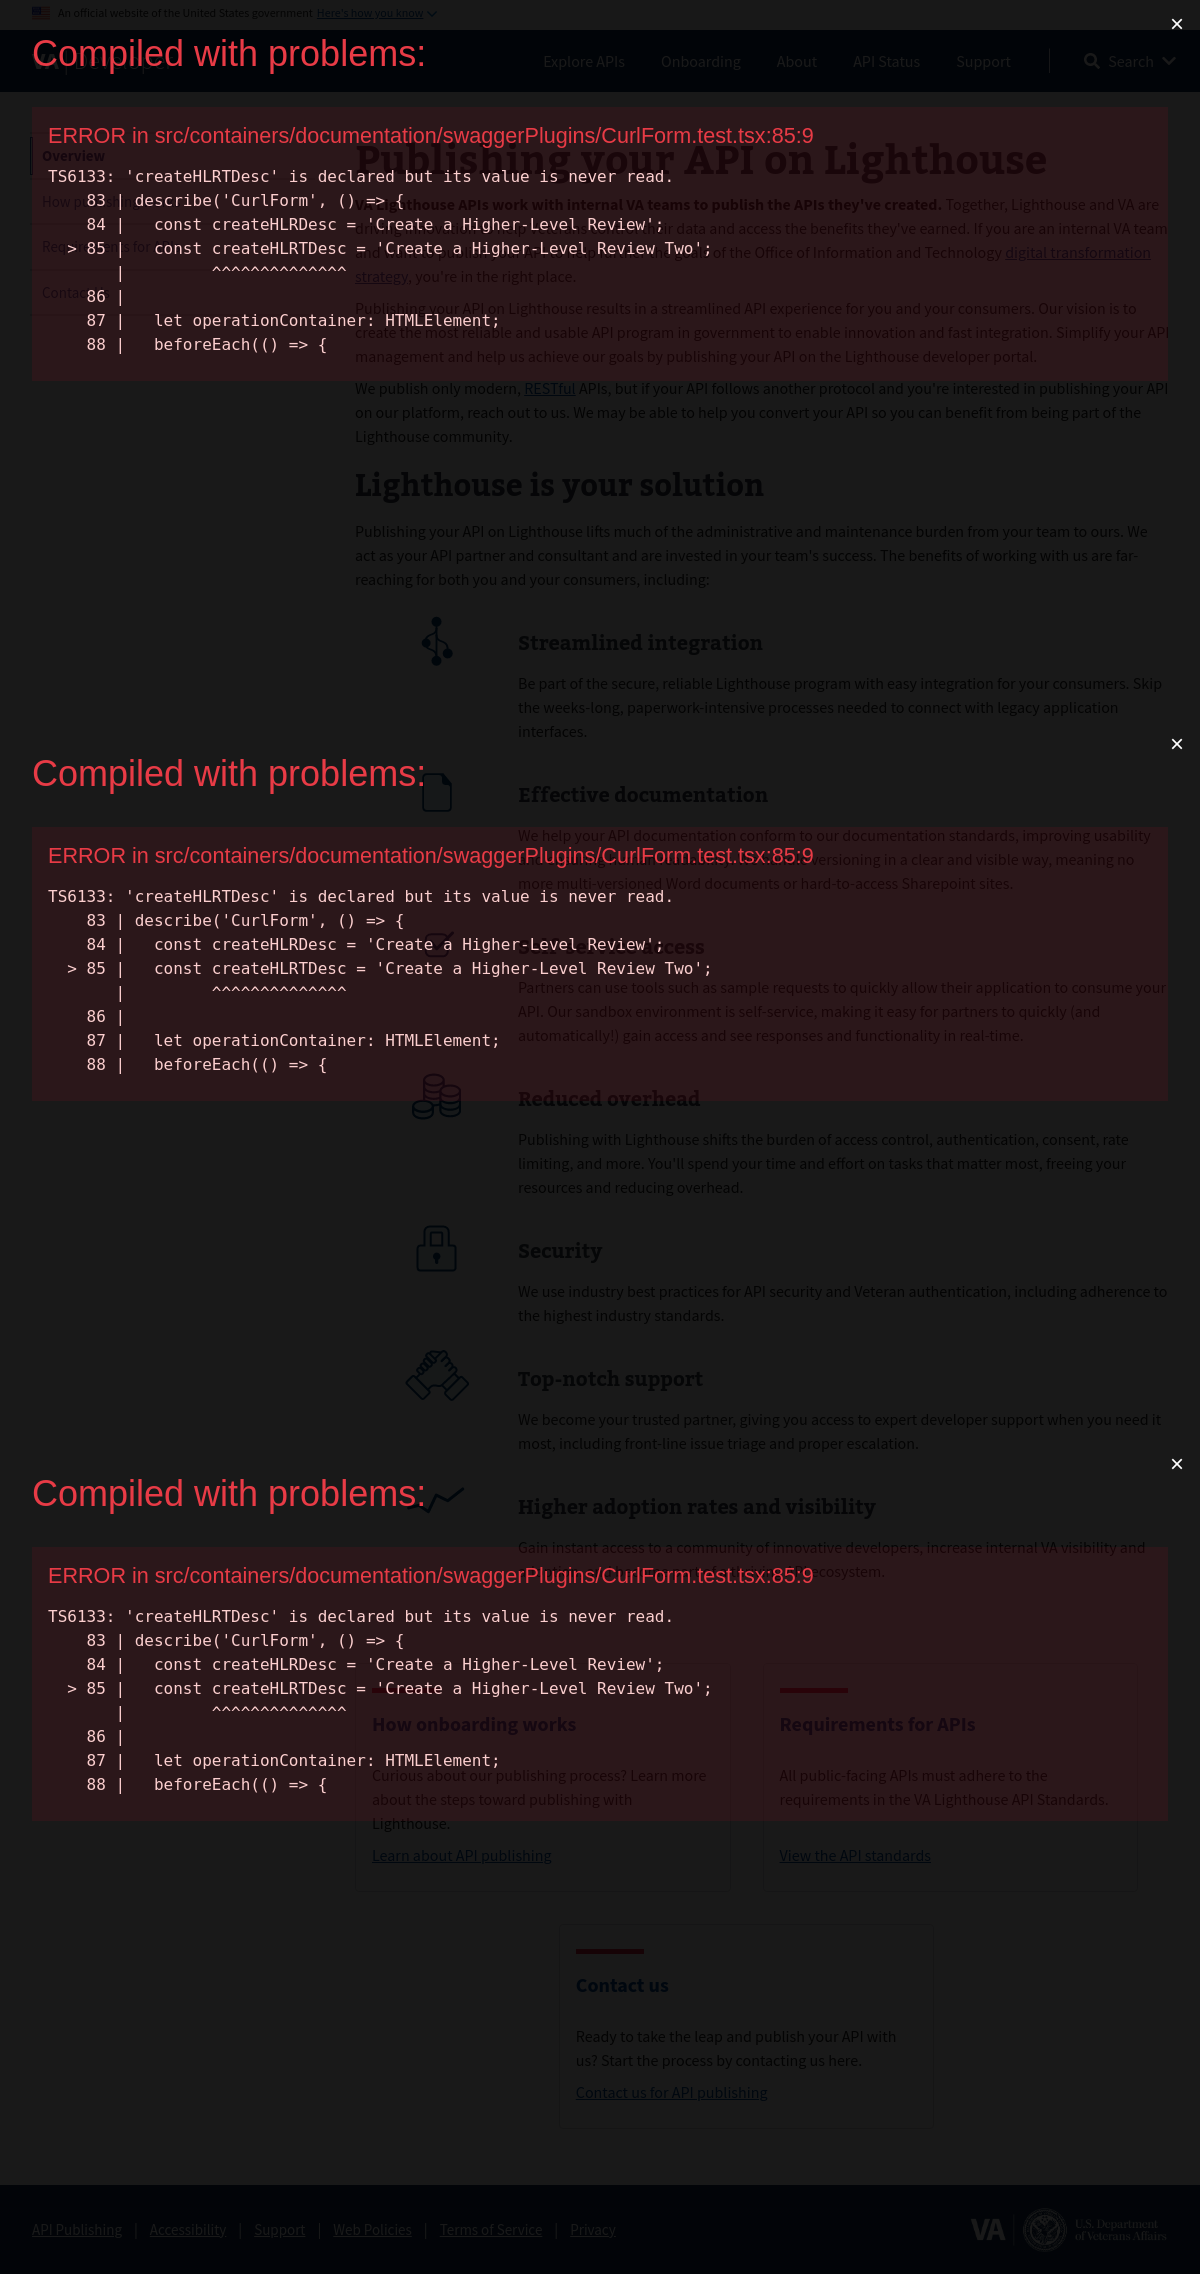 An official website of the United States government Here's how you know
×
Compiled with problems:
Explore APIs
Onboarding
About
API Status
Support
Search
ERROR in src/containers/documentation/swaggerPlugins/CurlForm.test.tsx:85:9
Overview
Publishing your API on Lighthouse
TS6133: 'createHLRTDesc' is declared but its value is never read.
83 | describe('CurlForm', () => {
84 |   const createHLRDesc = 'Create a Higher-Level Review';
> 85 |   const createHLRTDesc = 'Create a Higher-Level Review Two';
|         ^^^^^^^^^^^^^^
86 |
87 |   let operationContainer: HTMLElement;
88 |   beforeEach(() => {
VA Lighthouse APIs work with internal VA teams to publish the APIs they've created. Together, Lighthouse and VA are
their data and access the benefits they've earned. If you are an internal VA team
of the Office of Information and Technology digital transformation
strategy, you're in the right place.
Publishing your API on Lighthouse results in a streamlined API experience for you and your consumers. Our vision is to
create the most reliable and usable API program in government to enable innovation and fast integration. Simplify your API
management and help us achieve our goals by publishing your API on the Lighthouse developer portal.
We publish only modern, RESTful APIs, but if your API follows another protocol and you're interested in publishing your API
on our platform, reach out to us. We may be able to help you convert your API so you can benefit from being part of the
Lighthouse community.
Lighthouse is your solution
Publishing your API on Lighthouse lifts much of the administrative and maintenance burden from your team to ours. We
act as your API partner and consultant and are invested in your team's success. The benefits of working with us are far-
reaching for both you and your consumers, including:
Streamlined integration
Be part of the secure, reliable Lighthouse program with easy integration for your consumers. Skip
the weeks-long, paperwork-intensive processes needed to connect with legacy application
interfaces.
×
Compiled with problems:
Effective documentation
We help your API documentation conform to our documentation standards, improving usability
ERROR in src/containers/documentation/swaggerPlugins/CurlForm.test.tsx:85:9
versioning in a clear and visible way, meaning no
more multi-versioned Word documents or hard-to-access Sharepoint sites.
TS6133: 'createHLRTDesc' is declared but its value is never read.
83 | describe('CurlForm', () => {
84 |   const createHLRDesc = 'Create a Higher-Level Review';
Self-service access
> 85 |   const createHLRTDesc = 'Create a Higher-Level Review Two';
|         ^^^^^^^^^^^^^^
86 |
87 |   let operationContainer: HTMLElement;
88 |   beforeEach(() => {
Partners can use tools such as sample requests to quickly allow their application to consume your
API. Our sandbox environment is self-service, making it easy for partners to quickly (and
automatically!) gain access and see responses and functionality in real-time.
Reduced overhead
Publishing with Lighthouse shifts the burden of access control, authentication, consent, rate
limiting, and more. You'll spend your time and effort on tasks that matter most, freeing your
resources and reducing overhead.
Security
We use industry best practices for API security and Veteran authentication, including adherence to
the highest industry standards.
Top-notch support
We become your trusted partner, giving you access to expert developer support when you need it
most, including front-line issue triage and proper escalation.
×
Compiled with problems:
Higher adoption rates and visibility
Gain instant access to a community of innovative developers, increase internal VA visibility and
ERROR in src/containers/documentation/swaggerPlugins/CurlForm.test.tsx:85:9
ecosystem.
TS6133: 'createHLRTDesc' is declared but its value is never read.
83 | describe('CurlForm', () => {
84 |   const createHLRDesc = 'Create a Higher-Level Review';
> 85 |   const createHLRTDesc = 'Create a Higher-Level Review Two';
|         ^^^^^^^^^^^^^^
86 |
87 |   let operationContainer: HTMLElement;
88 |   beforeEach(() => {
How onboarding works
Curious about our publishing process? Learn more
about the steps toward publishing with
Lighthouse.
Learn about API publishing
Requirements for APIs
All public-facing APIs must adhere to the
requirements in the VA Lighthouse API Standards.
View the API standards
Contact us
Ready to take the leap and publish your API with
us? Start the process by contacting us here.
Contact us for API publishing
API Publishing | Accessibility | Support | Web Policies | Terms of Service | Privacy
VA
U.S. Department
of Veterans Affairs